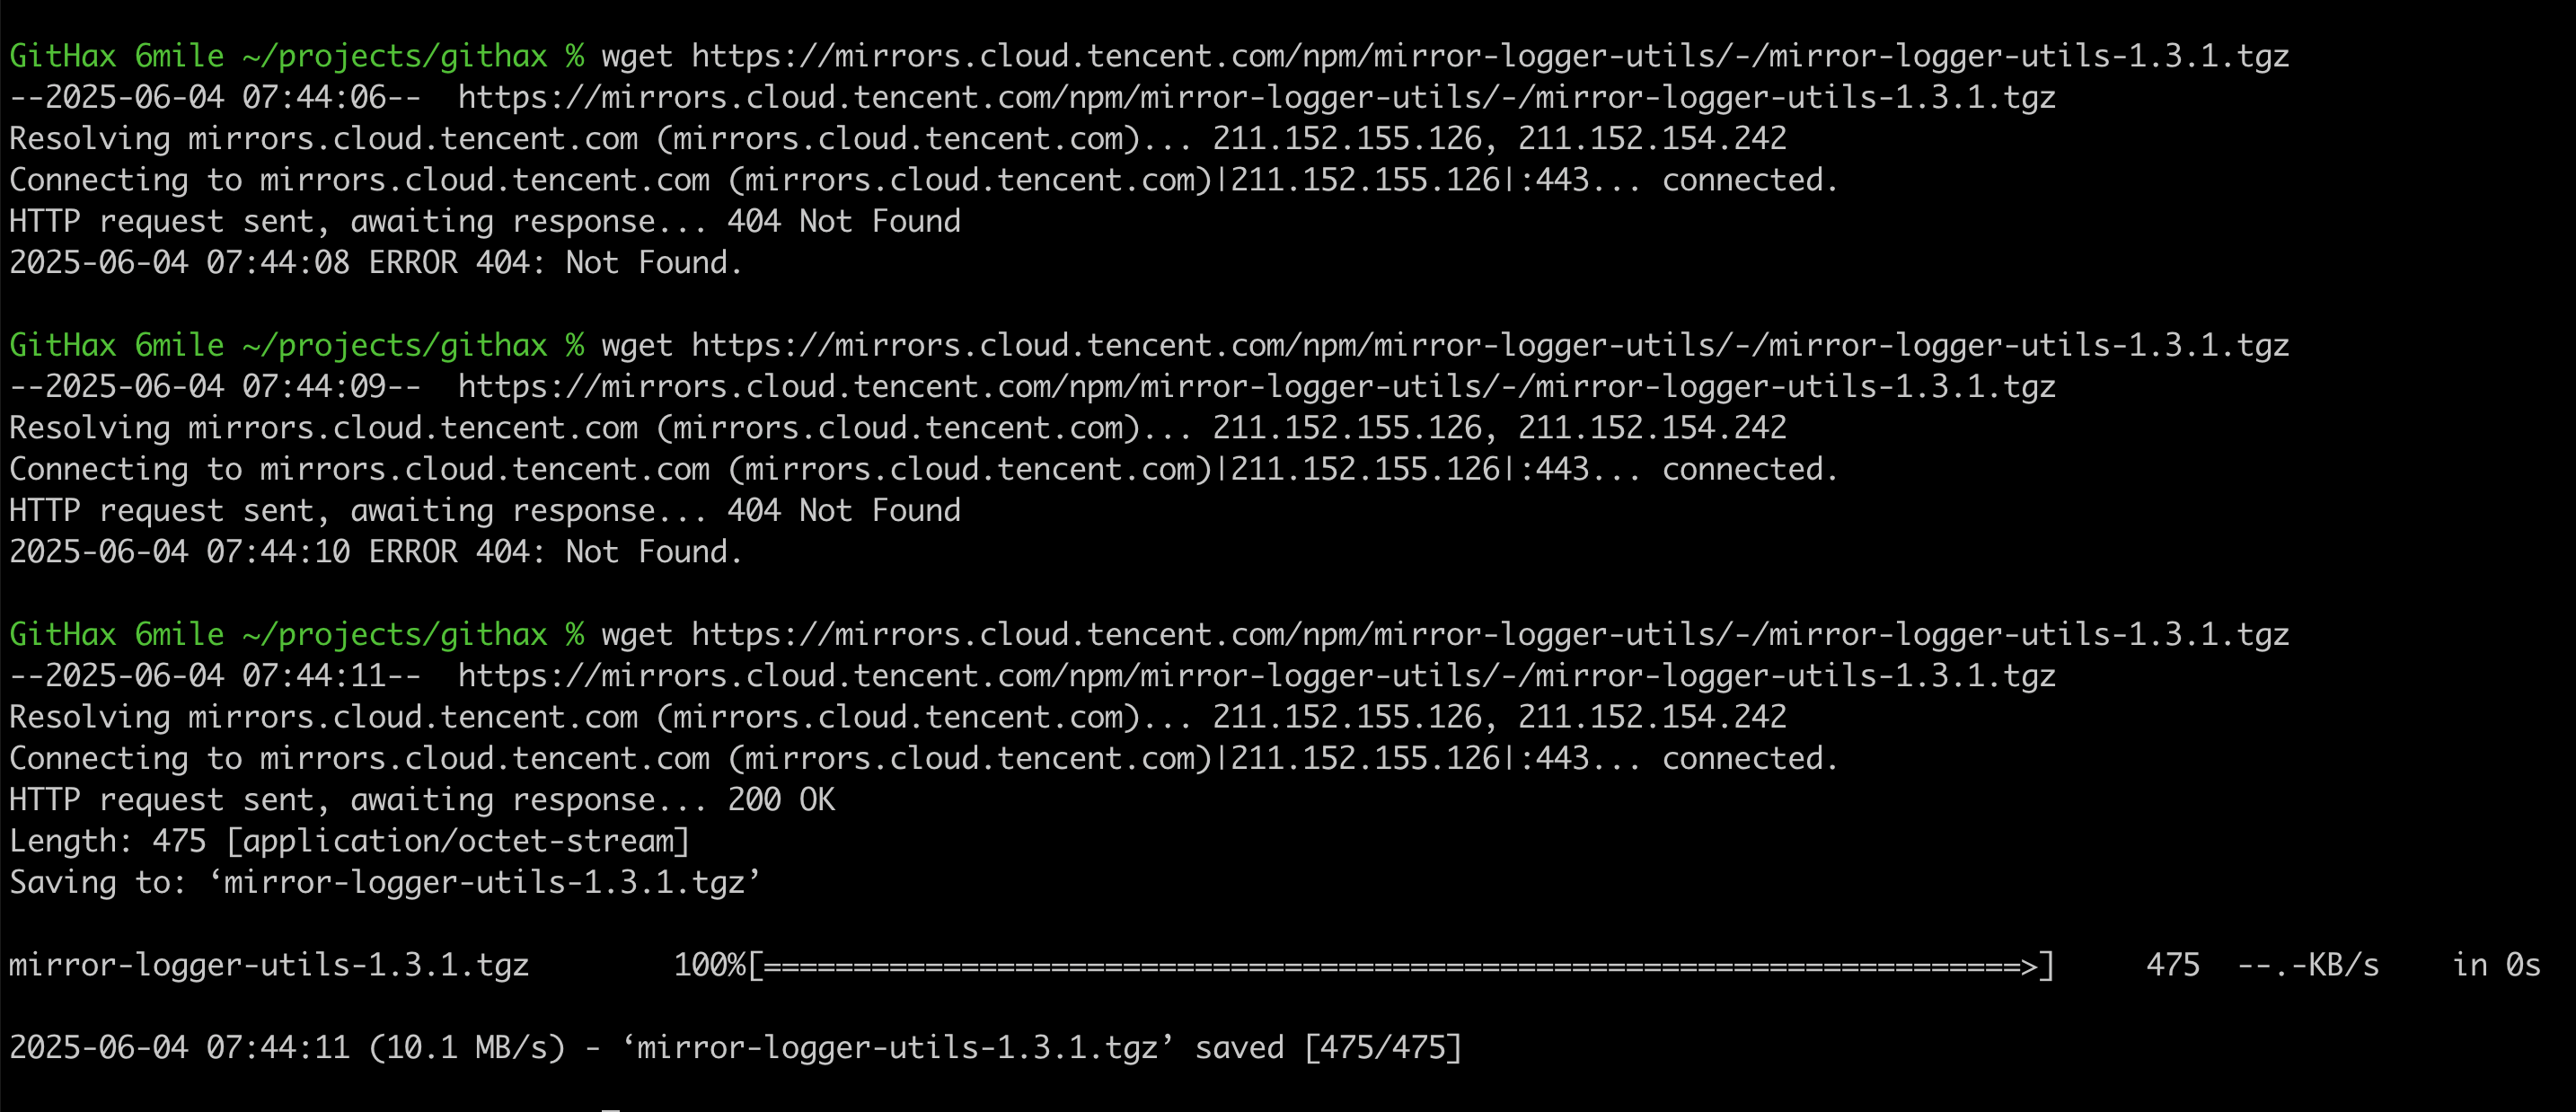 GitHax 6mile ~/projects/githax % wget https://mirrors.cloud.tencent.com/npm/mirror-logger-utils/-/mirror-logger-utils-1.3.1.tgz
--2025-06-04 07:44:06--  https://mirrors.cloud.tencent.com/npm/mirror-logger-utils/-/mirror-logger-utils-1.3.1.tgz
Resolving mirrors.cloud.tencent.com (mirrors.cloud.tencent.com)... 211.152.155.126, 211.152.154.242
Connecting to mirrors.cloud.tencent.com (mirrors.cloud.tencent.com)|211.152.155.126|:443... connected.
HTTP request sent, awaiting response... 404 Not Found
2025-06-04 07:44:08 ERROR 404: Not Found.
GitHax 6mile ~/projects/githax % wget https://mirrors.cloud.tencent.com/npm/mirror-logger-utils/-/mirror-logger-utils-1.3.1.tgz
--2025-06-04 07:44:09--  https://mirrors.cloud.tencent.com/npm/mirror-logger-utils/-/mirror-logger-utils-1.3.1.tgz
Resolving mirrors.cloud.tencent.com (mirrors.cloud.tencent.com)... 211.152.155.126, 211.152.154.242
Connecting to mirrors.cloud.tencent.com (mirrors.cloud.tencent.com)|211.152.155.126|:443... connected.
HTTP request sent, awaiting response... 404 Not Found
2025-06-04 07:44:10 ERROR 404: Not Found.
GitHax 6mile ~/projects/githax % wget https://mirrors.cloud.tencent.com/npm/mirror-logger-utils/-/mirror-logger-utils-1.3.1.tgz
--2025-06-04 07:44:11--  https://mirrors.cloud.tencent.com/npm/mirror-logger-utils/-/mirror-logger-utils-1.3.1.tgz
Resolving mirrors.cloud.tencent.com (mirrors.cloud.tencent.com)... 211.152.155.126, 211.152.154.242
Connecting to mirrors.cloud.tencent.com (mirrors.cloud.tencent.com)|211.152.155.126|:443... connected.
HTTP request sent, awaiting response... 200 OK
Length: 475 [application/octet-stream]
Saving to: ‘mirror-logger-utils-1.3.1.tgz’
mirror-logger-utils-1.3.1.tgz        100%[======================================================================>]     475  --.-KB/s    in 0s
2025-06-04 07:44:11 (10.1 MB/s) - ‘mirror-logger-utils-1.3.1.tgz’ saved [475/475]